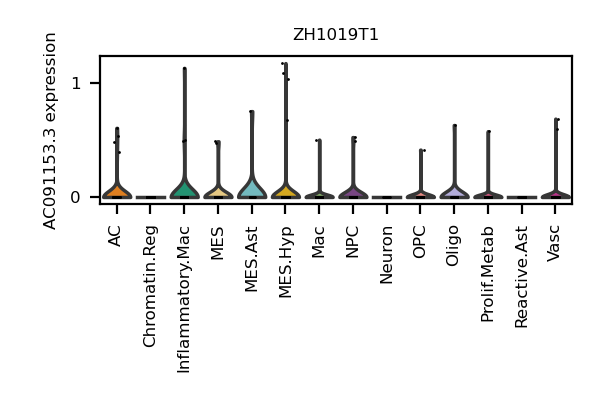 ZH1019T1
AC091153.3 expression
1
0
AC
Chromatin.Reg
Inflammatory.Mac
MES
MES.Ast
MES.Hyp
Mac
NPC
Neuron
OPC
Oligo
Prolif.Metab
Reactive.Ast
Vasc